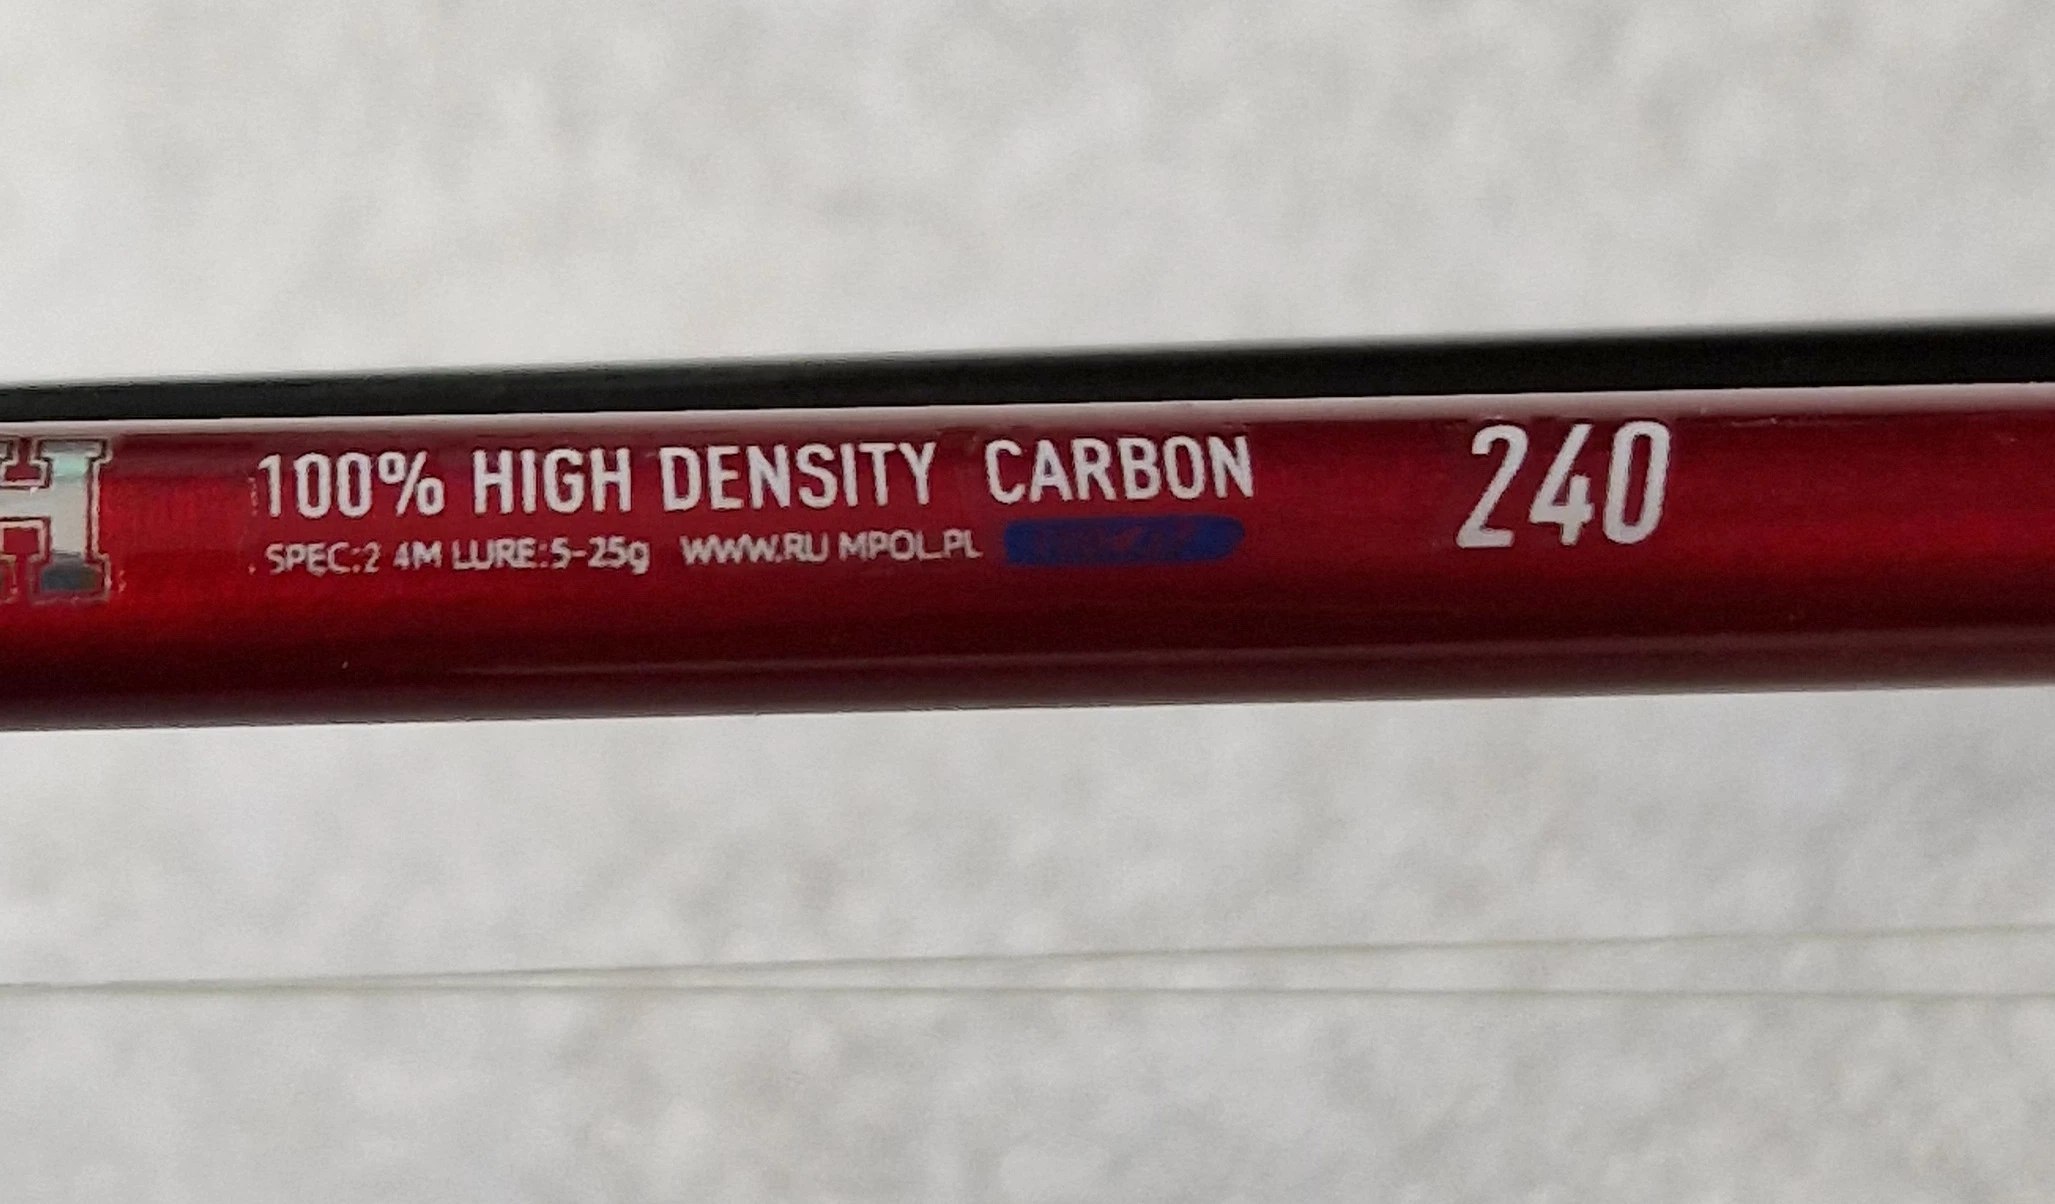 H 100% HIGH DENSITY CARBON 240
SPEC:2 4M LURE:5-25g WWW.RU MPOL.PL